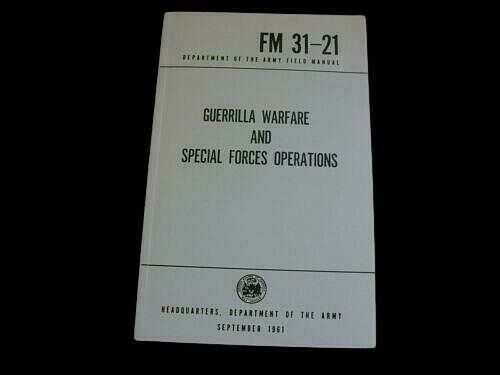 FM 31-21
DEPARTMENT OF THE ARMY FIELD MANUAL
GUERRILLA WARFARE
AND
SPECIAL FORCES OPERATIONS
HEADQUARTERS, DEPARTMENT OF THE ARMY
SEPTEMBER 1961